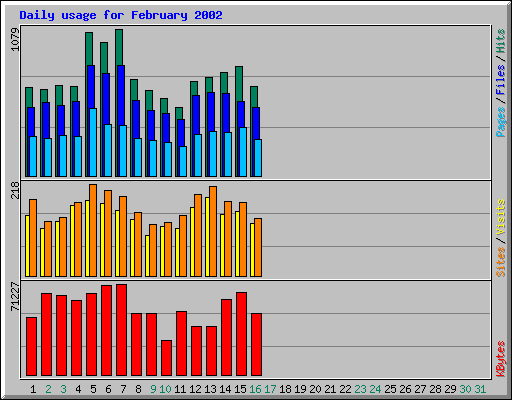 Daily usage for February 2002
1079
Pages / Files / Hits
218
Sites / Visits
71227
KBytes
1 2 3 4 5 6 7 8 9 10 11 12 13 14 15 16 17 18 19 20 21 22 23 24 25 26 27 28 29 30 31